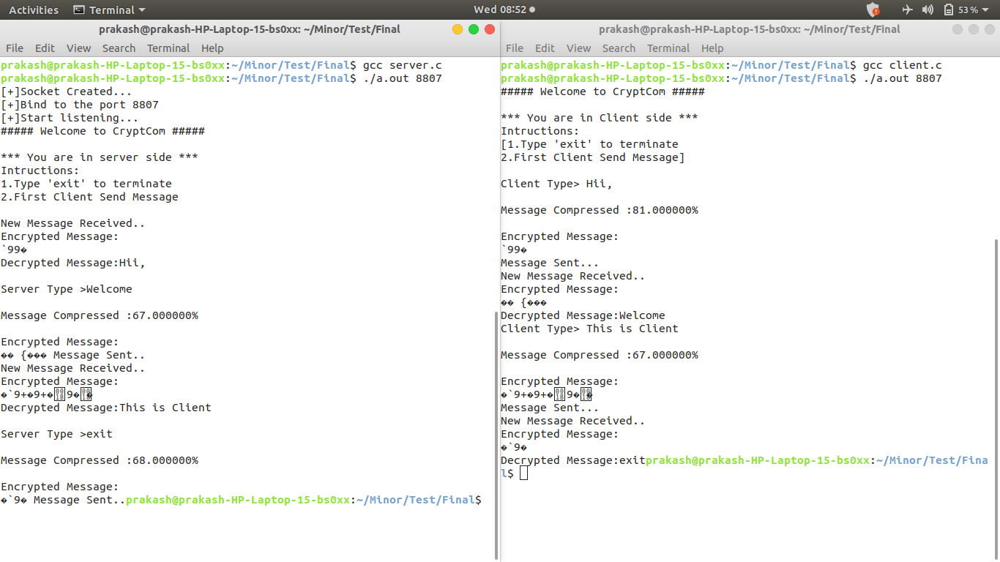 Activities Terminal Wed 08:52 53 %
prakash@prakash-HP-Laptop-15-bs0xx: ~/Minor/Test/Final
File Edit View Search Terminal Help
prakash@prakash-HP-Laptop-15-bs0xx:~/Minor/Test/Final$ gcc server.c
prakash@prakash-HP-Laptop-15-bs0xx:~/Minor/Test/Final$ ./a.out 8807
[+]Socket Created...
[+]Bind to the port 8807
[+]Start listening...
##### Welcome to CryptCom #####
*** You are in server side ***
Intructions:
1.Type 'exit' to terminate
2.First Client Send Message
New Message Received..
Encrypted Message:
`99�
Decrypted Message:Hii,
Server Type >Welcome
Message Compressed :67.000000%
Encrypted Message:
�� {��� Message Sent..
New Message Received..
Encrypted Message:
�`9+�9+�9��
Decrypted Message:This is Client
Server Type >exit
Message Compressed :68.000000%
Encrypted Message:
�`9� Message Sent..prakash@prakash-HP-Laptop-15-bs0xx:~/Minor/Test/Final$
prakash@prakash-HP-Laptop-15-bs0xx: ~/Minor/Test/Final
File Edit View Search Terminal Help
prakash@prakash-HP-Laptop-15-bs0xx:~/Minor/Test/Final$ gcc client.c
prakash@prakash-HP-Laptop-15-bs0xx:~/Minor/Test/Final$ ./a.out 8807
##### Welcome to CryptCom #####
*** You are in Client side ***
Intructions:
[1.Type 'exit' to terminate
2.First Client Send Message]
Client Type> Hii,
Message Compressed :81.000000%
Encrypted Message:
`99�
Message Sent...
New Message Received..
Encrypted Message:
�� {���
Decrypted Message:Welcome
Client Type> This is Client
Message Compressed :67.000000%
Encrypted Message:
�`9+�9+�9��
Message Sent...
New Message Received..
Encrypted Message:
�`9�
Decrypted Message:exitprakash@prakash-HP-Laptop-15-bs0xx:~/Minor/Test/Fina
l$